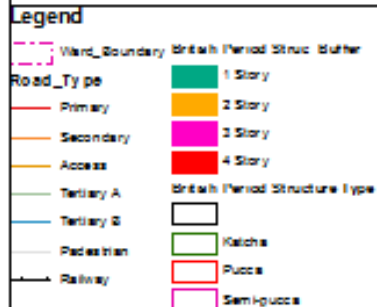 Legend
Ward_Boundary
Road_Type
Primary
Secondary
Access
Tertiary A
Tertiary B
Pedestrian
Railway
British Period Struc Buffer
1 Story
2 Story
3 Story
4 Story
British Period Structure Type
Katcha
Pucca
Semi-pucca